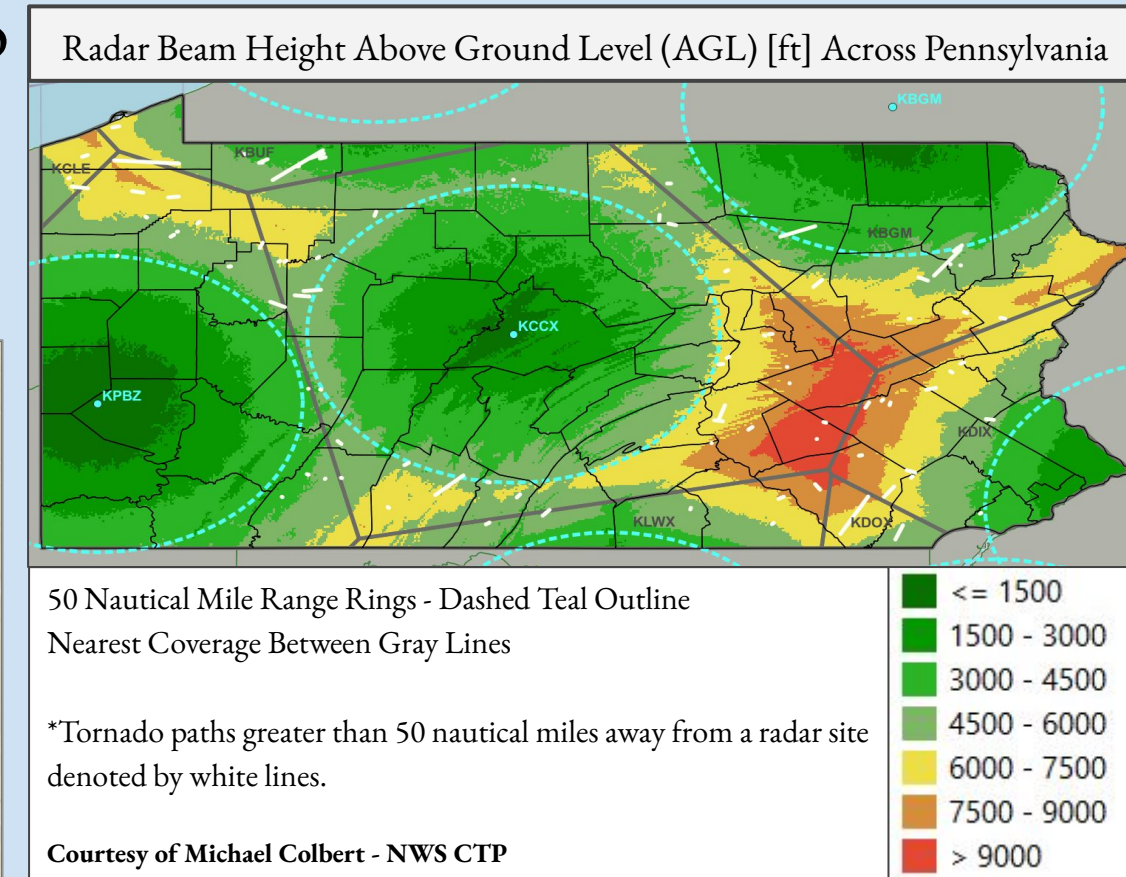 Radar Beam Height Above Ground Level (AGL) [ft] Across Pennsylvania
KBGM
KCLE
KBUF
KBGM
KCCX
KPBZ
KDIX
KLWX
KDOX
50 Nautical Mile Range Rings - Dashed Teal Outline
Nearest Coverage Between Gray Lines
*Tornado paths greater than 50 nautical miles away from a radar site
denoted by white lines.
Courtesy of Michael Colbert - NWS CTP
<= 1500
1500 - 3000
3000 - 4500
4500 - 6000
6000 - 7500
7500 - 9000
> 9000